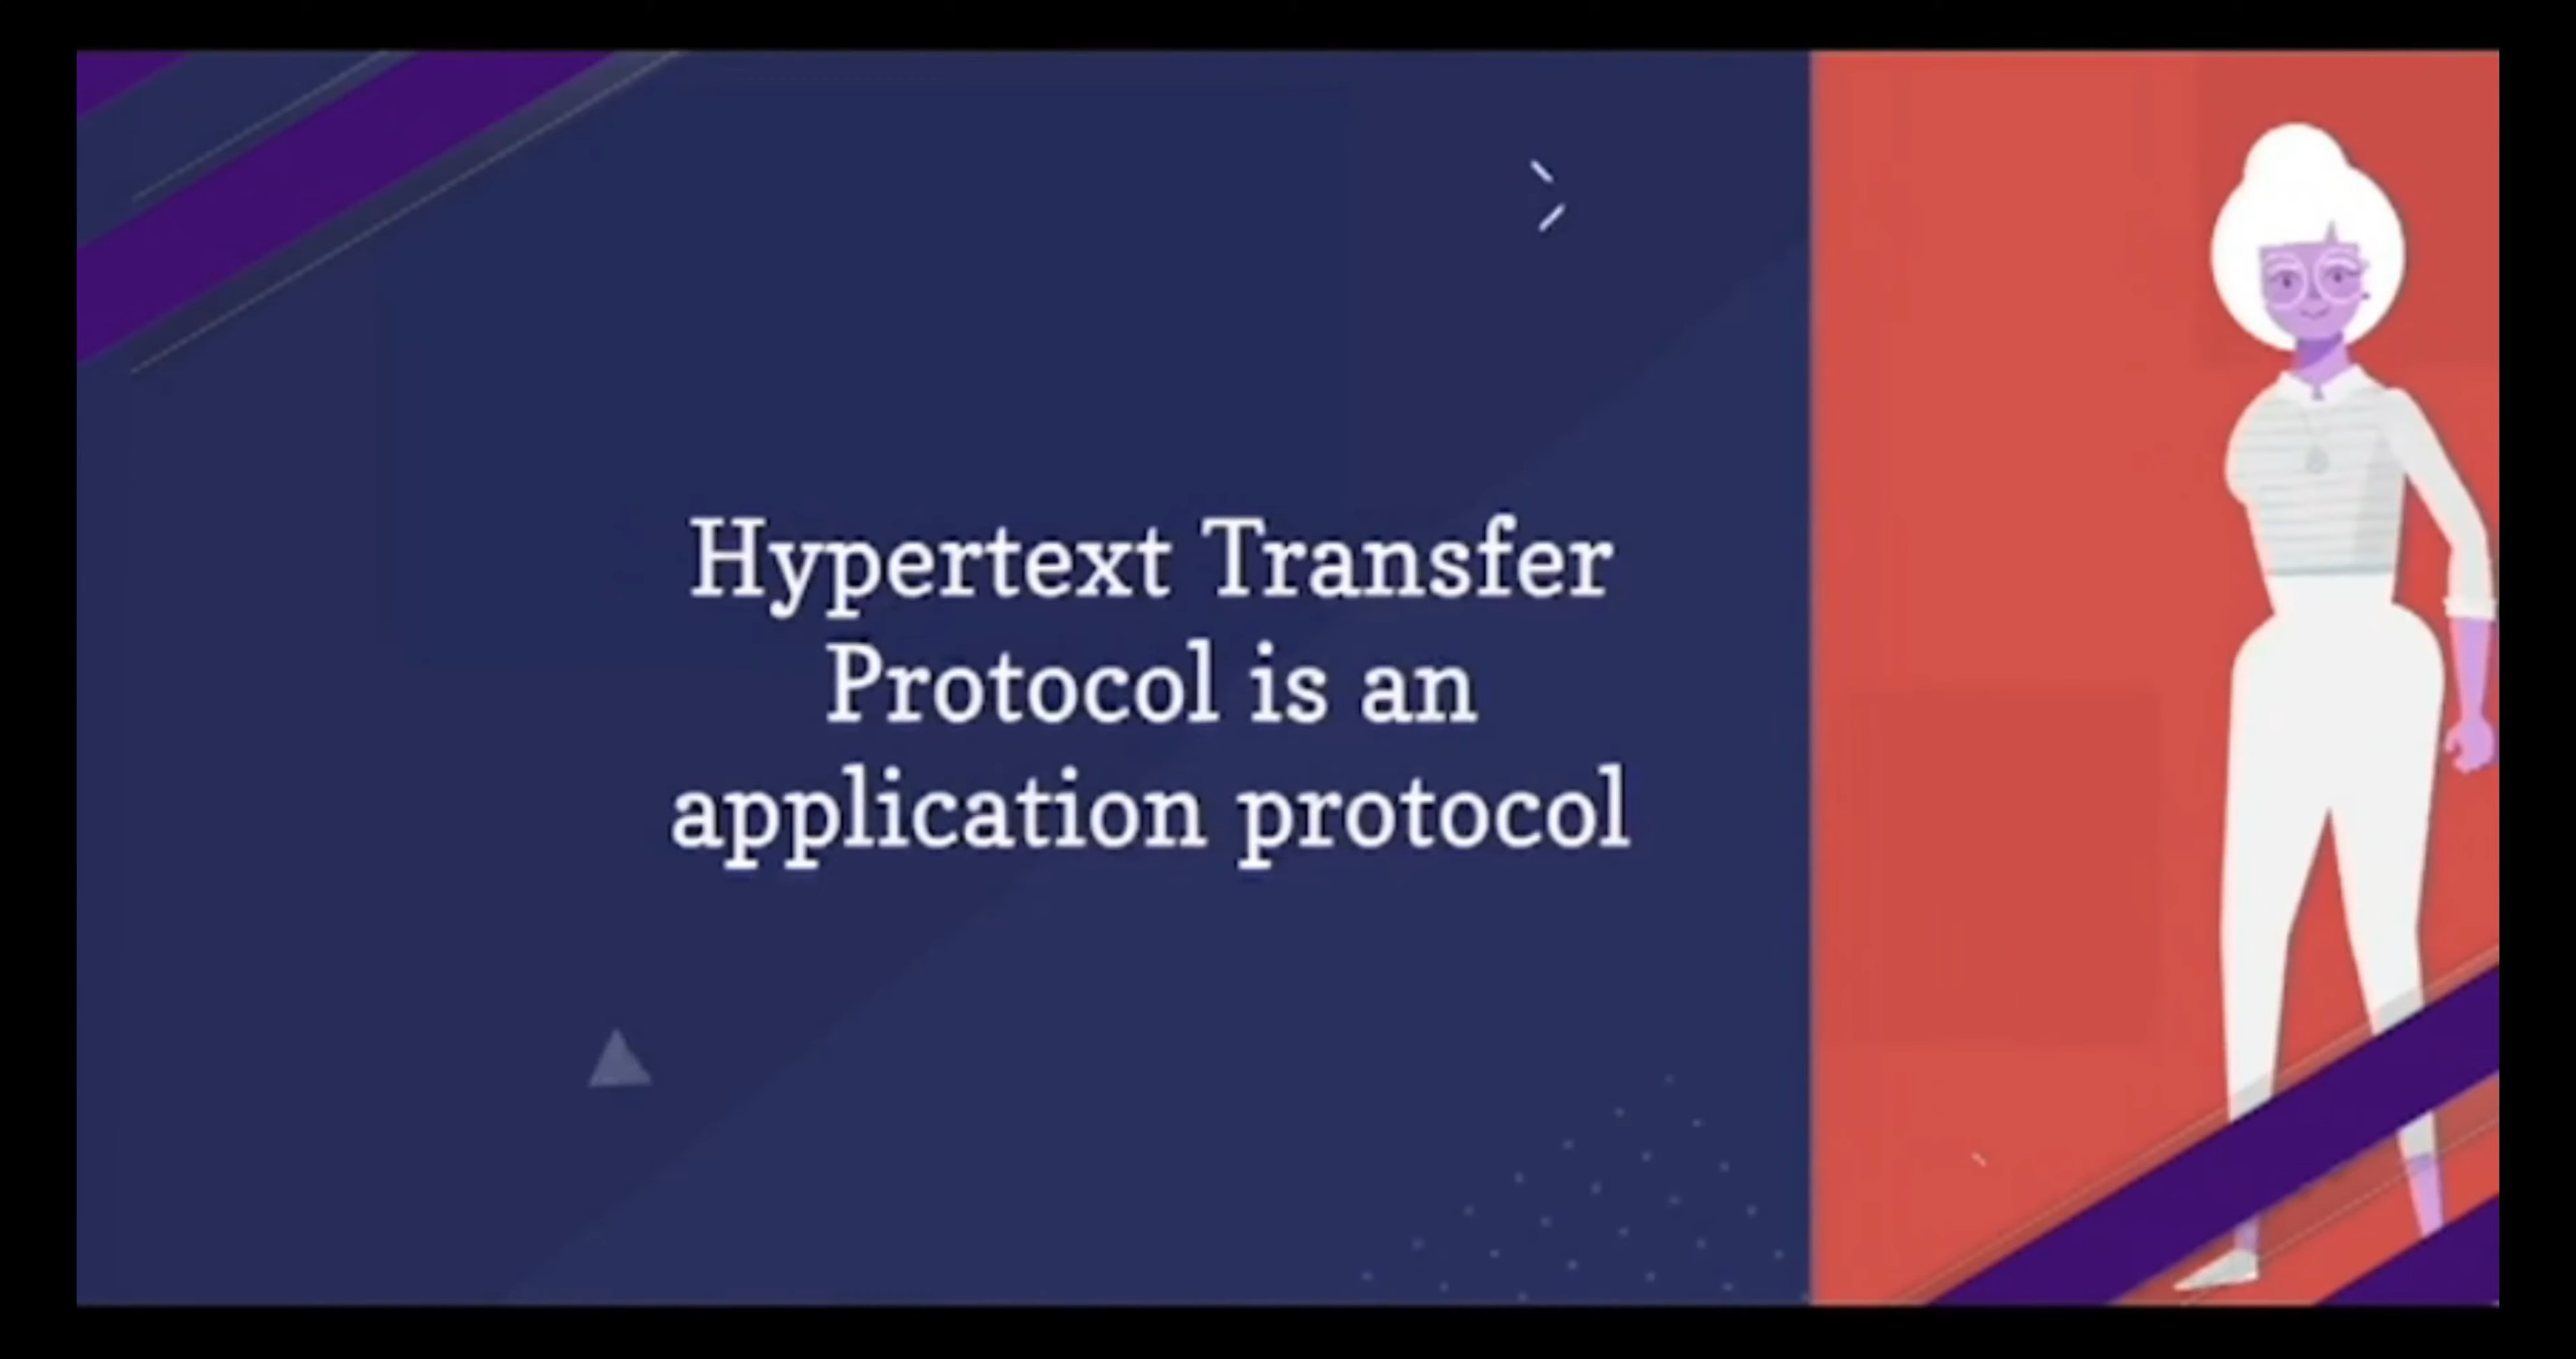 Hypertext Transfer
Protocol is an
application protocol